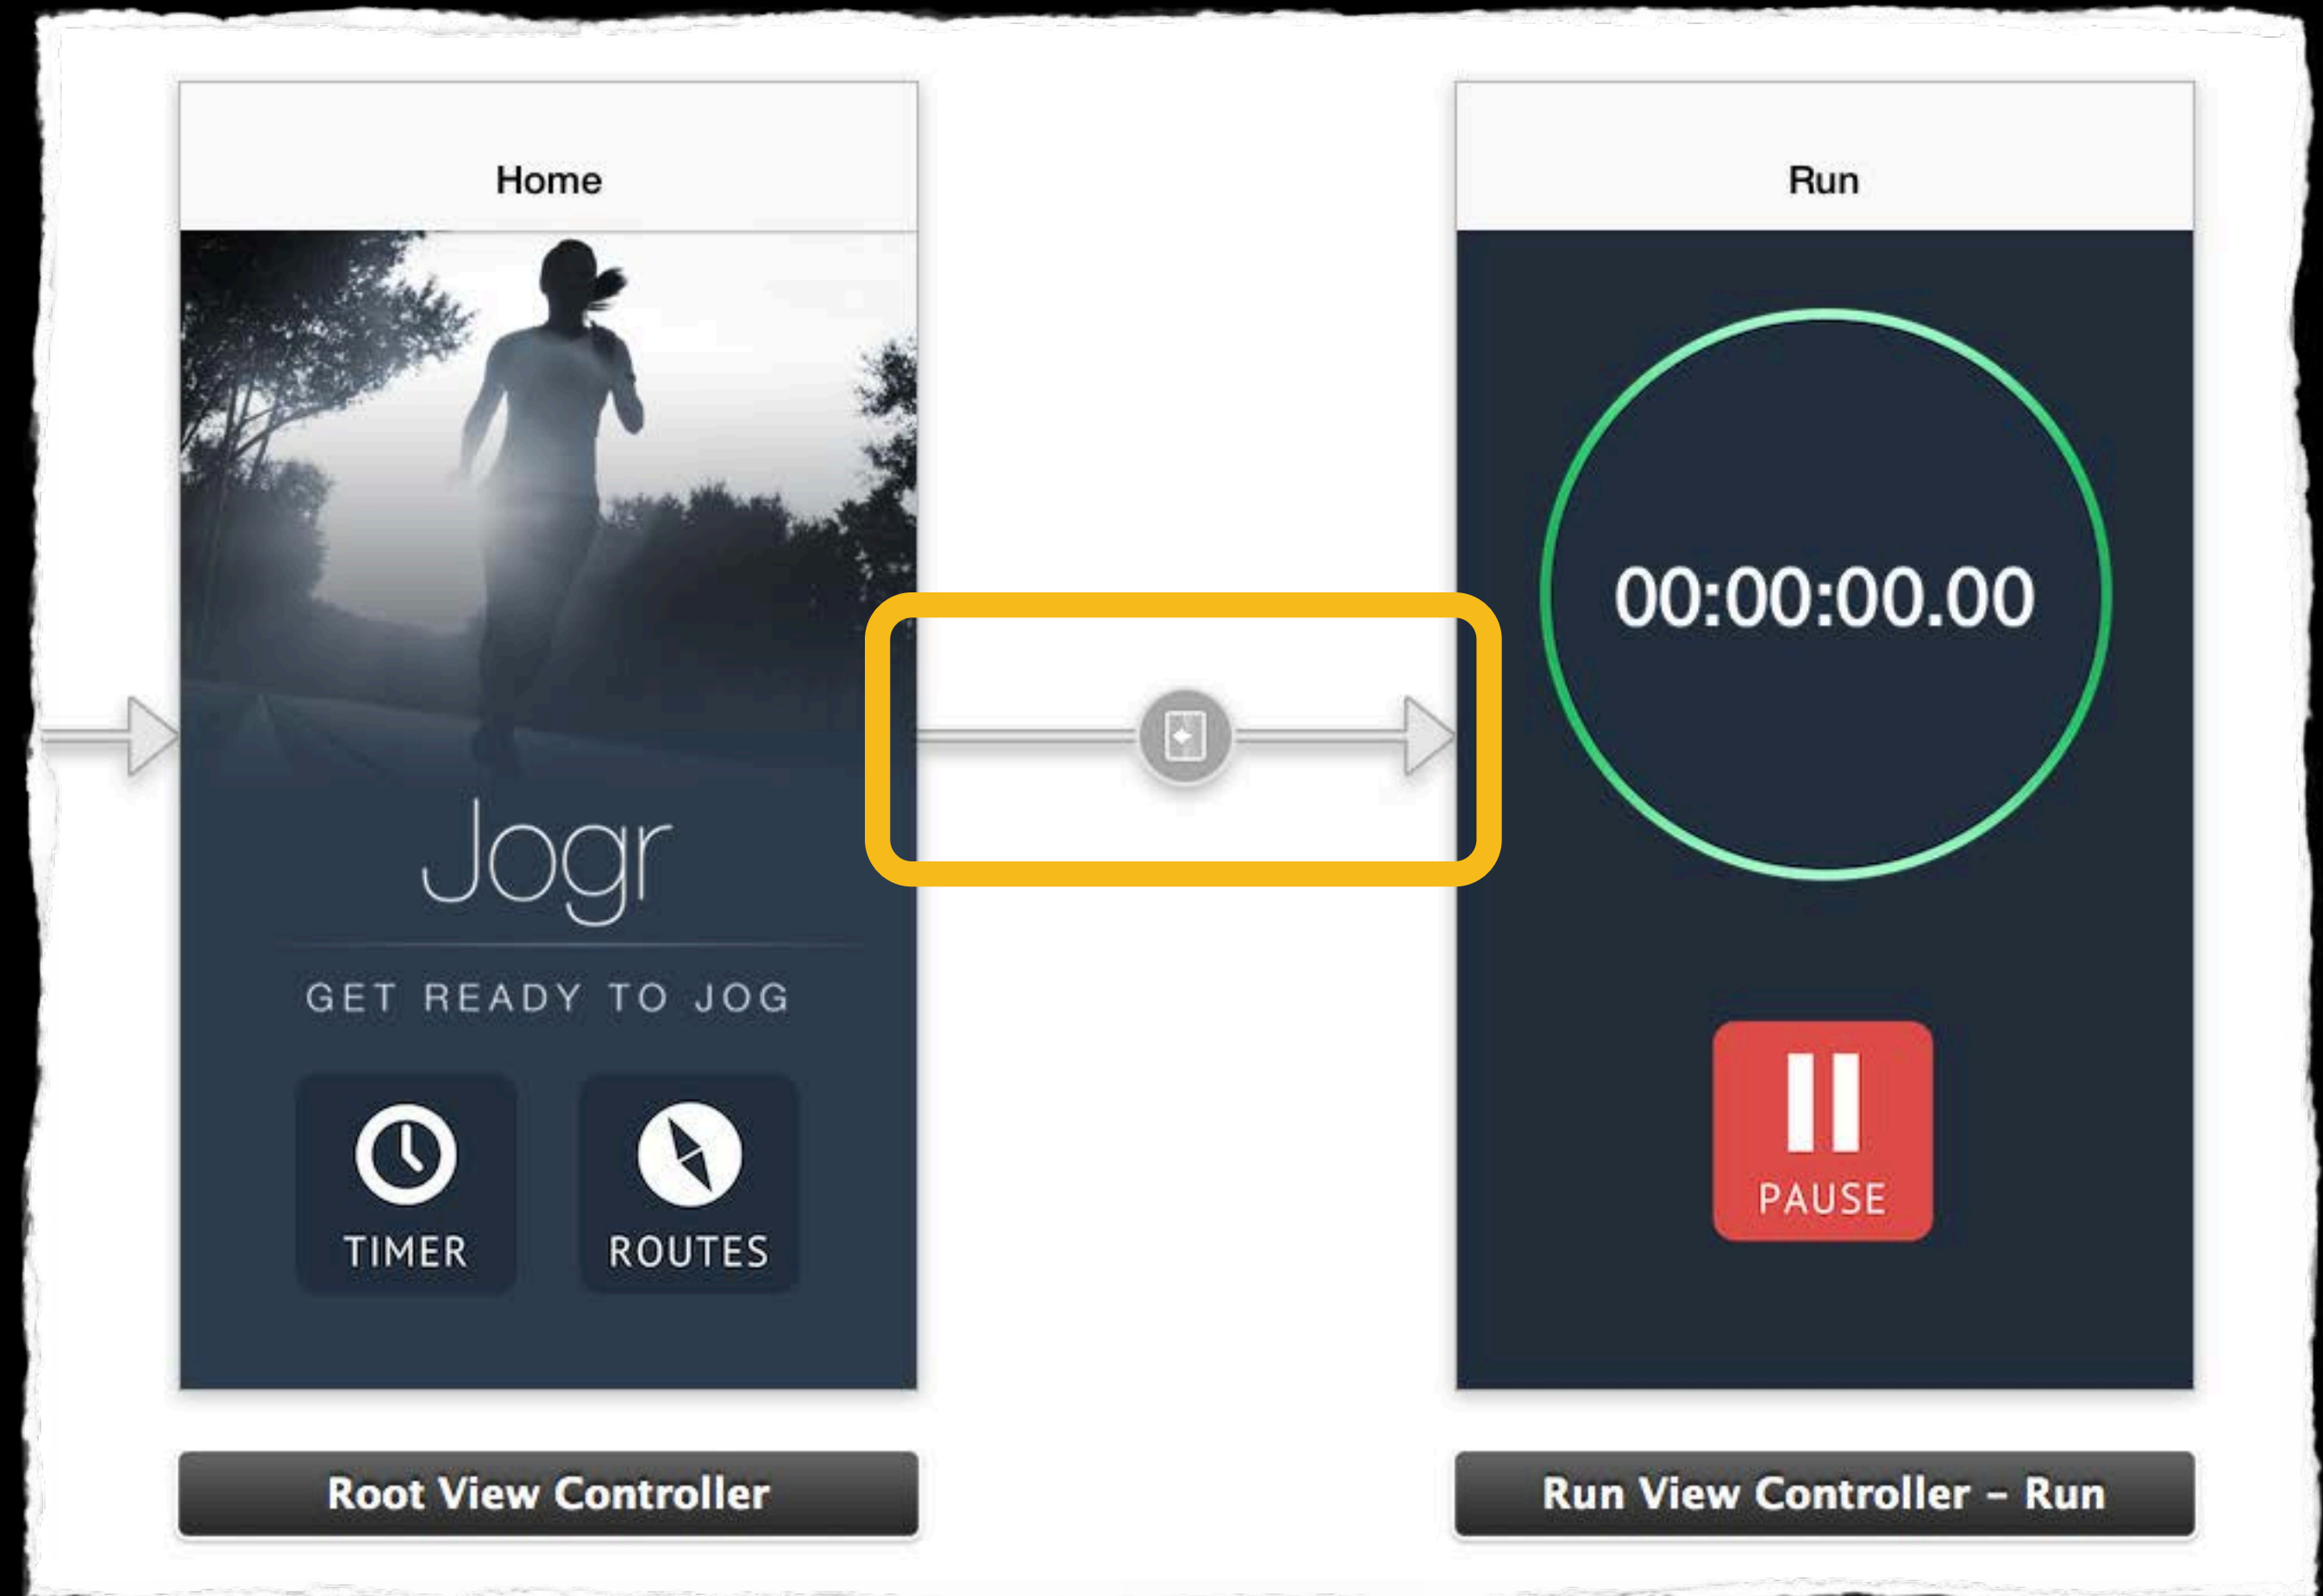 Home
Jogr
GET READY TO JOG
TIMER
ROUTES
Root View Controller
Run
00:00:00.00
PAUSE
Run View Controller – Run